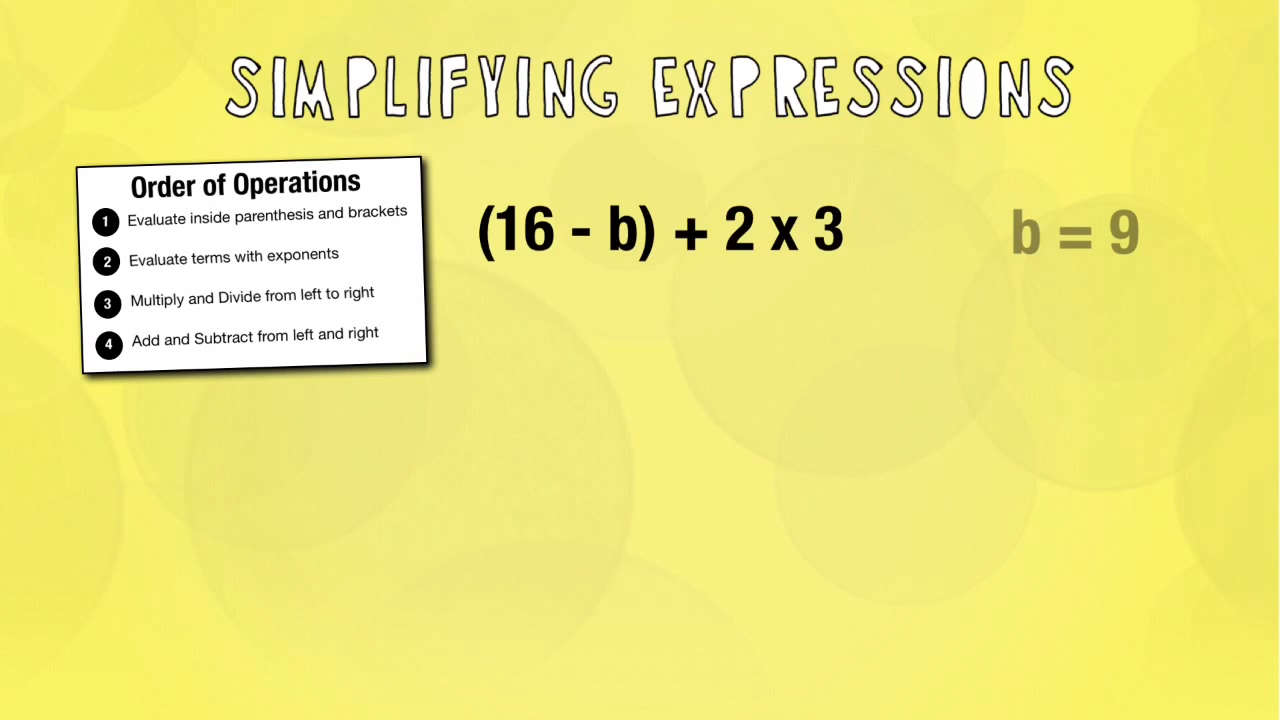 SIMPLIFYING EXPRESSIONS
Order of Operations
1 Evaluate inside parenthesis and brackets
2 Evaluate terms with exponents
3 Multiply and Divide from left to right
4 Add and Subtract from left and right
(16 - b) + 2 x 3
b = 9